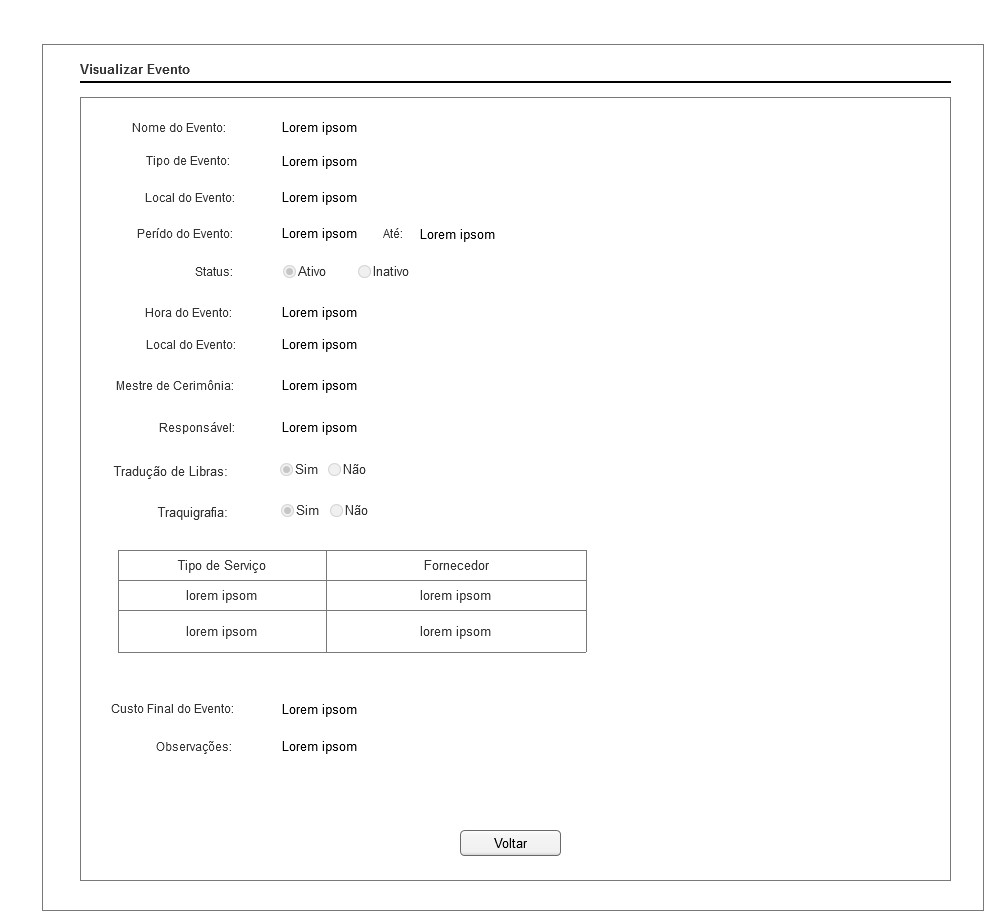 Visualizar Evento
Nome do Evento: Lorem ipsom
Tipo de Evento: Lorem ipsom
Local do Evento: Lorem ipsom
Perído do Evento: Lorem ipsom Até: Lorem ipsom
Status: Ativo Inativo
Hora do Evento: Lorem ipsom
Local do Evento: Lorem ipsom
Mestre de Cerimônia: Lorem ipsom
Responsável: Lorem ipsom
Tradução de Libras: Sim Não
Traquigrafia: Sim Não
Tipo de Serviço Fornecedor
lorem ipsom lorem ipsom
lorem ipsom lorem ipsom
Custo Final do Evento: Lorem ipsom
Observações: Lorem ipsom
Voltar